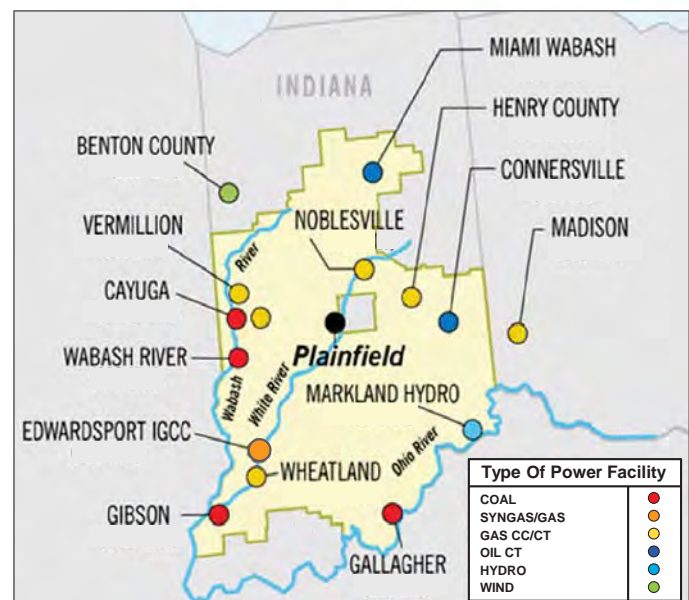 MIAMI WABASH
INDIANA
HENRY COUNTY
BENTON COUNTY
CONNERSVILLE
VERMILLION
NOBLESVILLE
MADISON
River
CAYUGA
WABASH RIVER
Plainfield
Wabash
White River
MARKLAND HYDRO
EDWARDSPORT IGCC
WHEATLAND
Ohio River
GIBSON
GALLAGHER
Type Of Power Facility
COAL
SYNGAS/GAS
GAS CC/CT
OIL CT
HYDRO
WIND